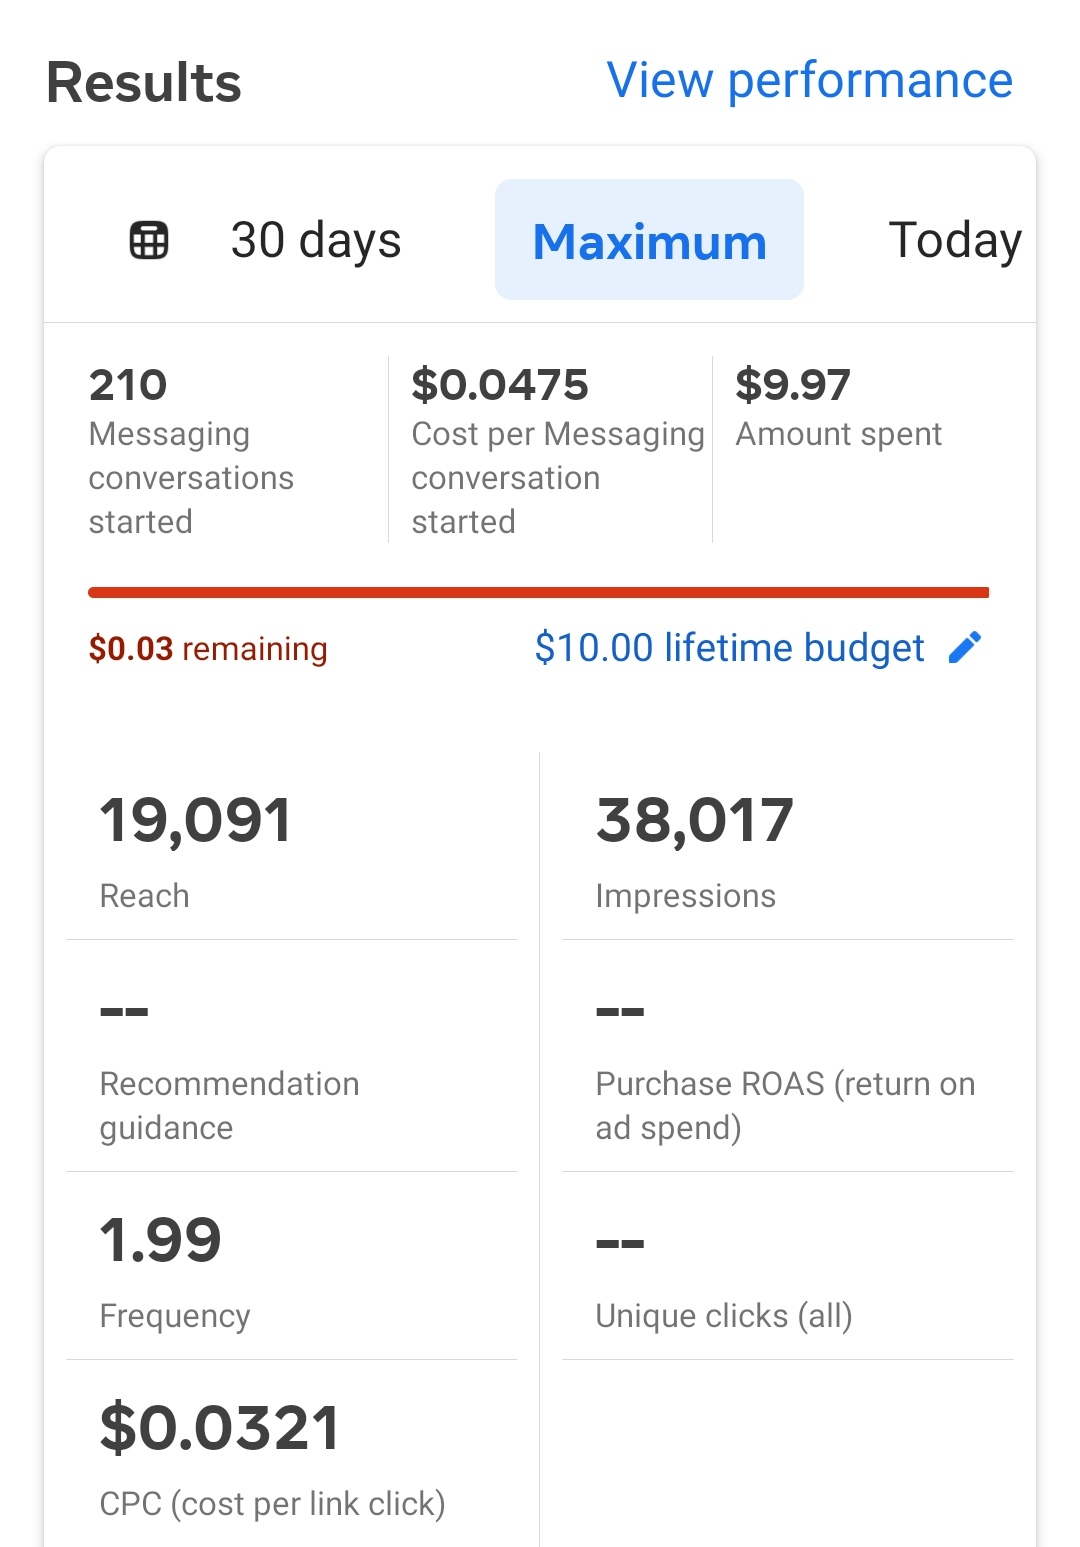 Results
View performance
30 days
Maximum
Today
210
Messaging
conversations
started
$0.0475
Cost per Messaging
conversation
started
$9.97
Amount spent
$0.03 remaining
$10.00 lifetime budget
19,091
Reach
38,017
Impressions
--
Recommendation
guidance
--
Purchase ROAS (return on
ad spend)
1.99
Frequency
--
Unique clicks (all)
$0.0321
CPC (cost per link click)